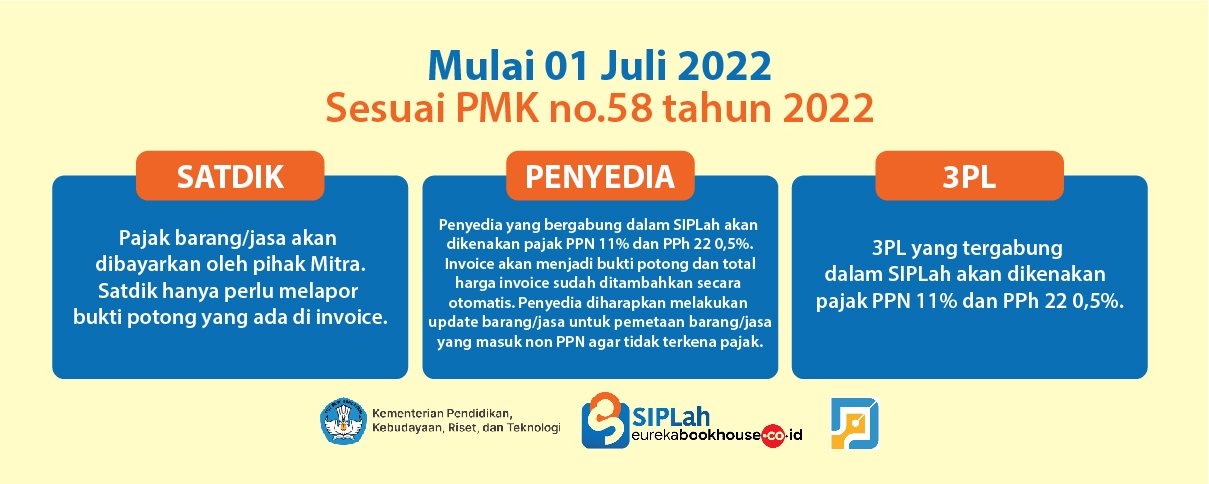 Mulai 01 Juli 2022
Sesuai PMK no.58 tahun 2022
SATDIK
Pajak barang/jasa akan
dibayarkan oleh pihak Mitra.
Satdik hanya perlu melapor
bukti potong yang ada di invoice.
PENYEDIA
Penyedia yang bergabung dalam SIPLah akan
dikenakan pajak PPN 11% dan PPh 22 0,5%.
Invoice akan menjadi bukti potong dan total
harga invoice sudah ditambahkan secara
otomatis. Penyedia diharapkan melakukan
update barang/jasa untuk pemetaan barang/jasa
yang masuk non PPN agar tidak terkena pajak.
3PL
3PL yang tergabung
dalam SIPLah akan dikenakan
pajak PPN 11% dan PPh 22 0,5%.
Kementerian Pendidikan,
Kebudayaan, Riset, dan Teknologi
SIPLah
eurekabookhouse.co.id